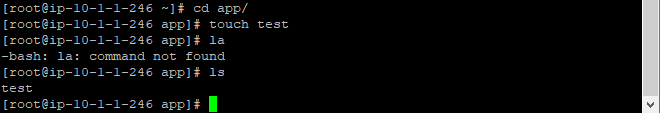 [root@ip-10-1-1-246 ~]# cd app/
[root@ip-10-1-1-246 app]# touch test
[root@ip-10-1-1-246 app]# la
-bash: la: command not found
[root@ip-10-1-1-246 app]# ls
test
[root@ip-10-1-1-246 app]#